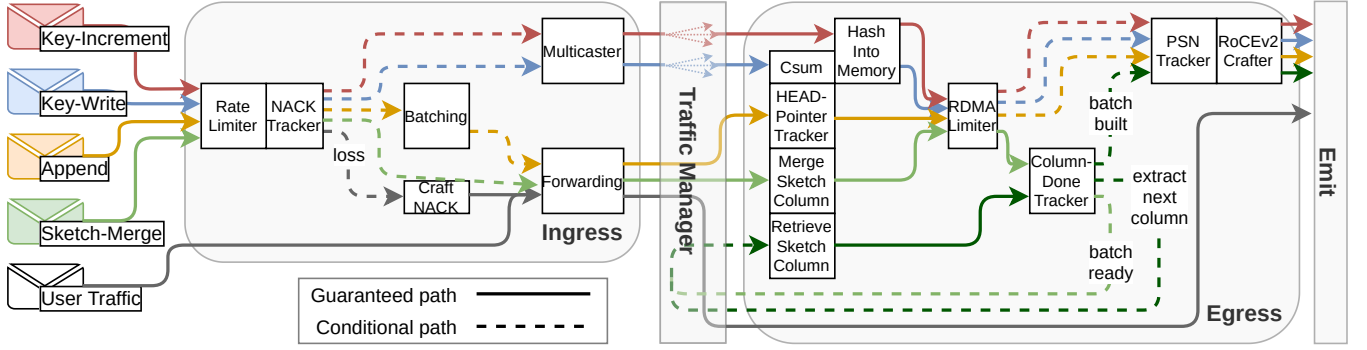 Key-Increment
Key-Write
Append
Sketch-Merge
User Traffic
Rate
Limiter
NACK
Tracker
loss
Batching
Craft
NACK
Multicaster
Forwarding
Ingress
Guaranteed path
Conditional path
Traffic Manager
Csum
HEAD-
Pointer
Tracker
Merge
Sketch
Column
Retrieve
Sketch
Column
Hash
Into
Memory
RDMA
Limiter
Column-
Done
Tracker
batch
built
extract
next
column
batch
ready
PSN
Tracker
RoCEv2
Crafter
Egress
Emit